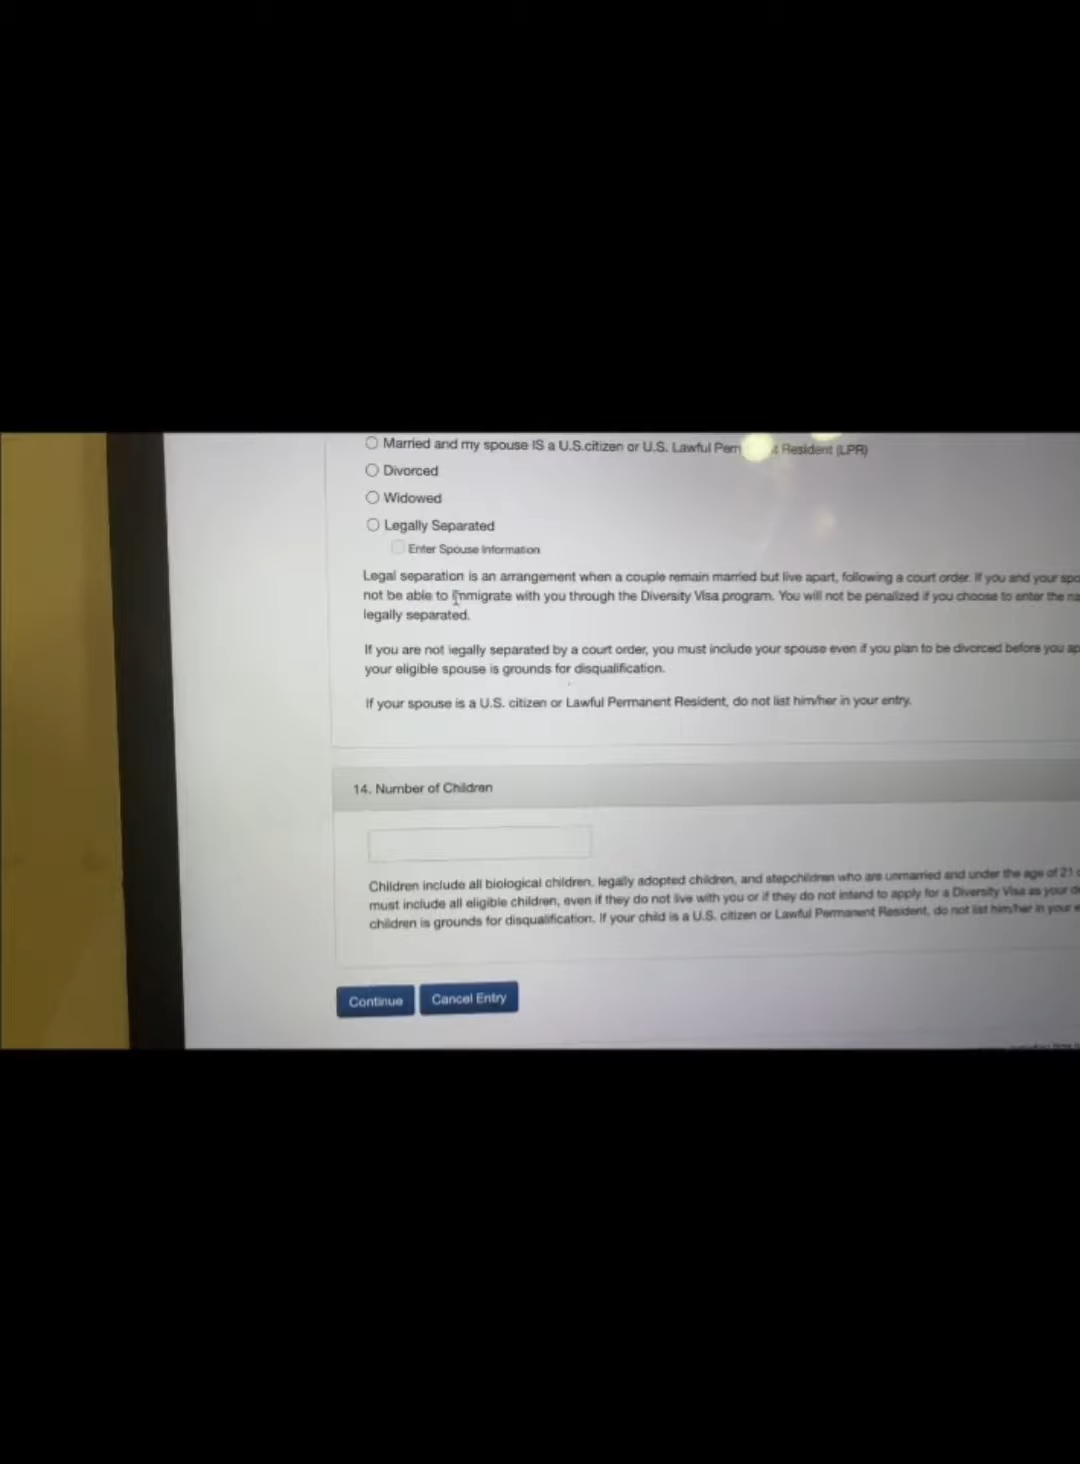 Married and my spouse IS a U.S.citizen or U.S. Lawful Resident (LPR)
Divorced
Widowed
Legally Separated
Enter Spouse Information
Legal separation is an arrangement when a couple remain married but live apart, following a court order. If you and your
not be able to immigrate with you through the Diversity Visa program. You will not be penalized if you choose to enter the
legally separated.
If you are not legally separated by a court order, you must include your spouse even if you plan to be divorced before you
your eligible spouse is grounds for disqualification.
If your spouse is a U.S. citizen or Lawful Permanent Resident, do not list him/her in your entry.
14. Number of Children
Children include all biological children, legally adopted children, and stepchildren who are unmarried and under the age of 21
must include all eligible children, even if they do not live with you or if they do not intend to apply for a Diversity Visa as your
children is grounds for disqualification. If your child is a U.S. citizen or Lawful Permanent Resident, do not list him/her in your
Continue
Cancel Entry